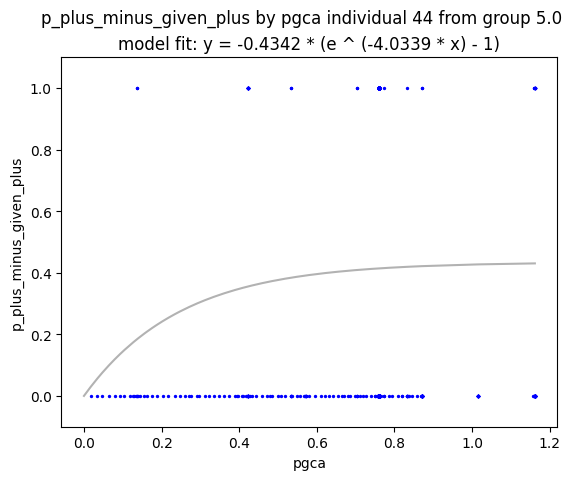 p_plus_minus_given_plus by pgca individual 44 from group 5.0
model fit: y = -0.4342 * (e ^ (-4.0339 * x) - 1)
p_plus_minus_given_plus
1.0
0.8
0.6
0.4
0.2
0.0
0.0 0.2 0.4 0.6 0.8 1.0 1.2
pgca